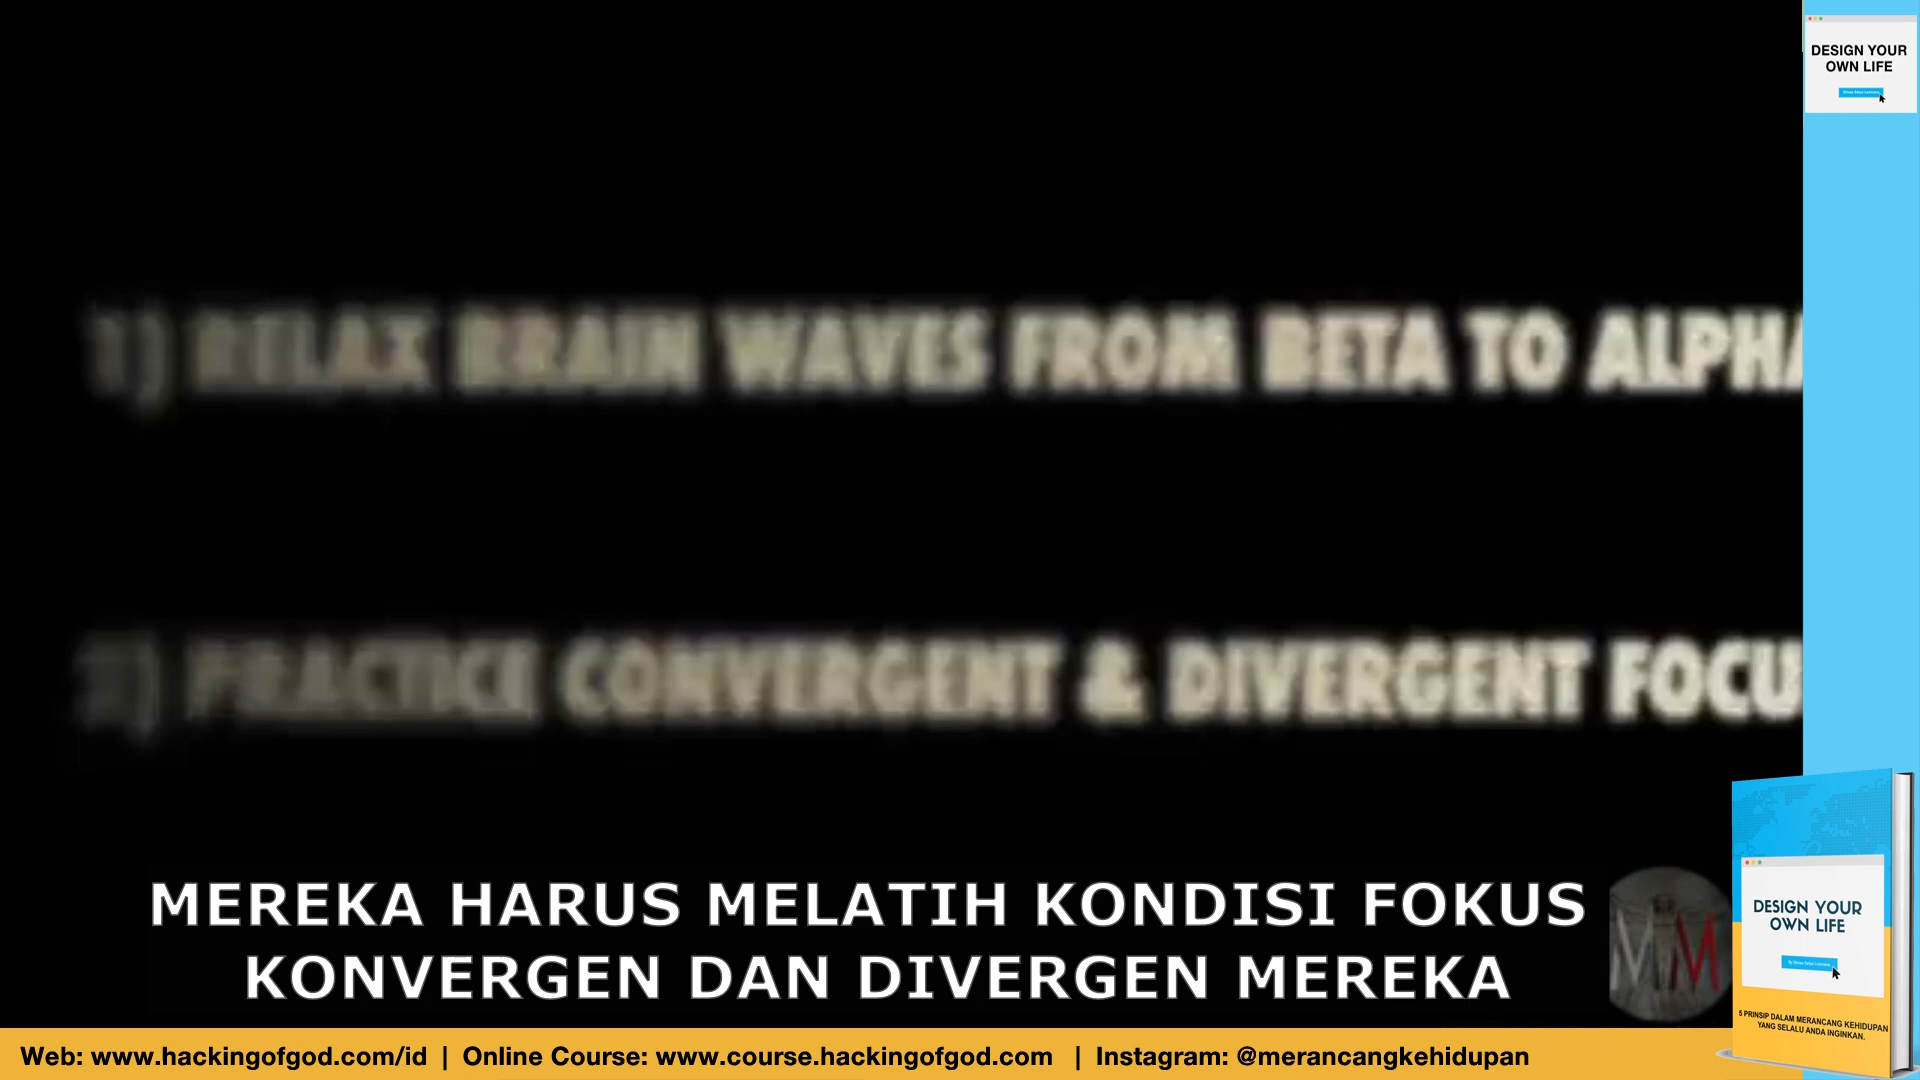 DESIGN YOUR
OWN LIFE
1) RELAX BRAIN WAVES FROM BETA TO ALPHA
2) PRACTICE CONVERGENT & DIVERGENT FOCU
MEREKA HARUS MELATIH KONDISI FOKUS
KONVERGEN DAN DIVERGEN MEREKA
MM
DESIGN YOUR
OWN LIFE
5 PRINSIP DALAM MERANCANG KEHIDUPAN
YANG SELALU ANDA INGINKAN.
Web: www.hackingofgod.com/id | Online Course: www.course.hackingofgod.com | Instagram: @merancangkehidupan